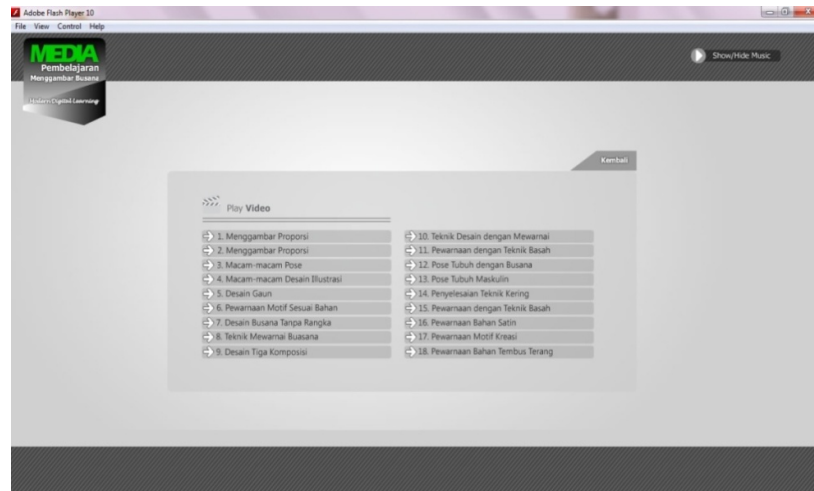 Adobe Flash Player 10
File View Control Help
MEDIA
Pembelajaran
Menggambar Busana
Modern Digital Learning
Show/Hide Music
Kembali
Play Video
1. Menggambar Proporsi
2. Menggambar Proporsi
3. Macam-macam Pose
4. Macam-macam Desain Illustrasi
5. Desain Gaun
6. Pewarnaan Motif Sesuai Bahan
7. Desain Busana Tanpa Rangka
8. Teknik Mewarnai Buasana
9. Desain Tiga Komposisi
10. Teknik Desain dengan Mewarnai
11. Pewarnaan dengan Teknik Basah
12. Pose Tubuh dengan Busana
13. Pose Tubuh Maskulin
14. Penyelesaian Teknik Kering
15. Pewarnaan dengan Teknik Basah
16. Pewarnaan Bahan Satin
17. Pewarnaan Motif Kreasi
18. Pewarnaan Bahan Tembus Terang